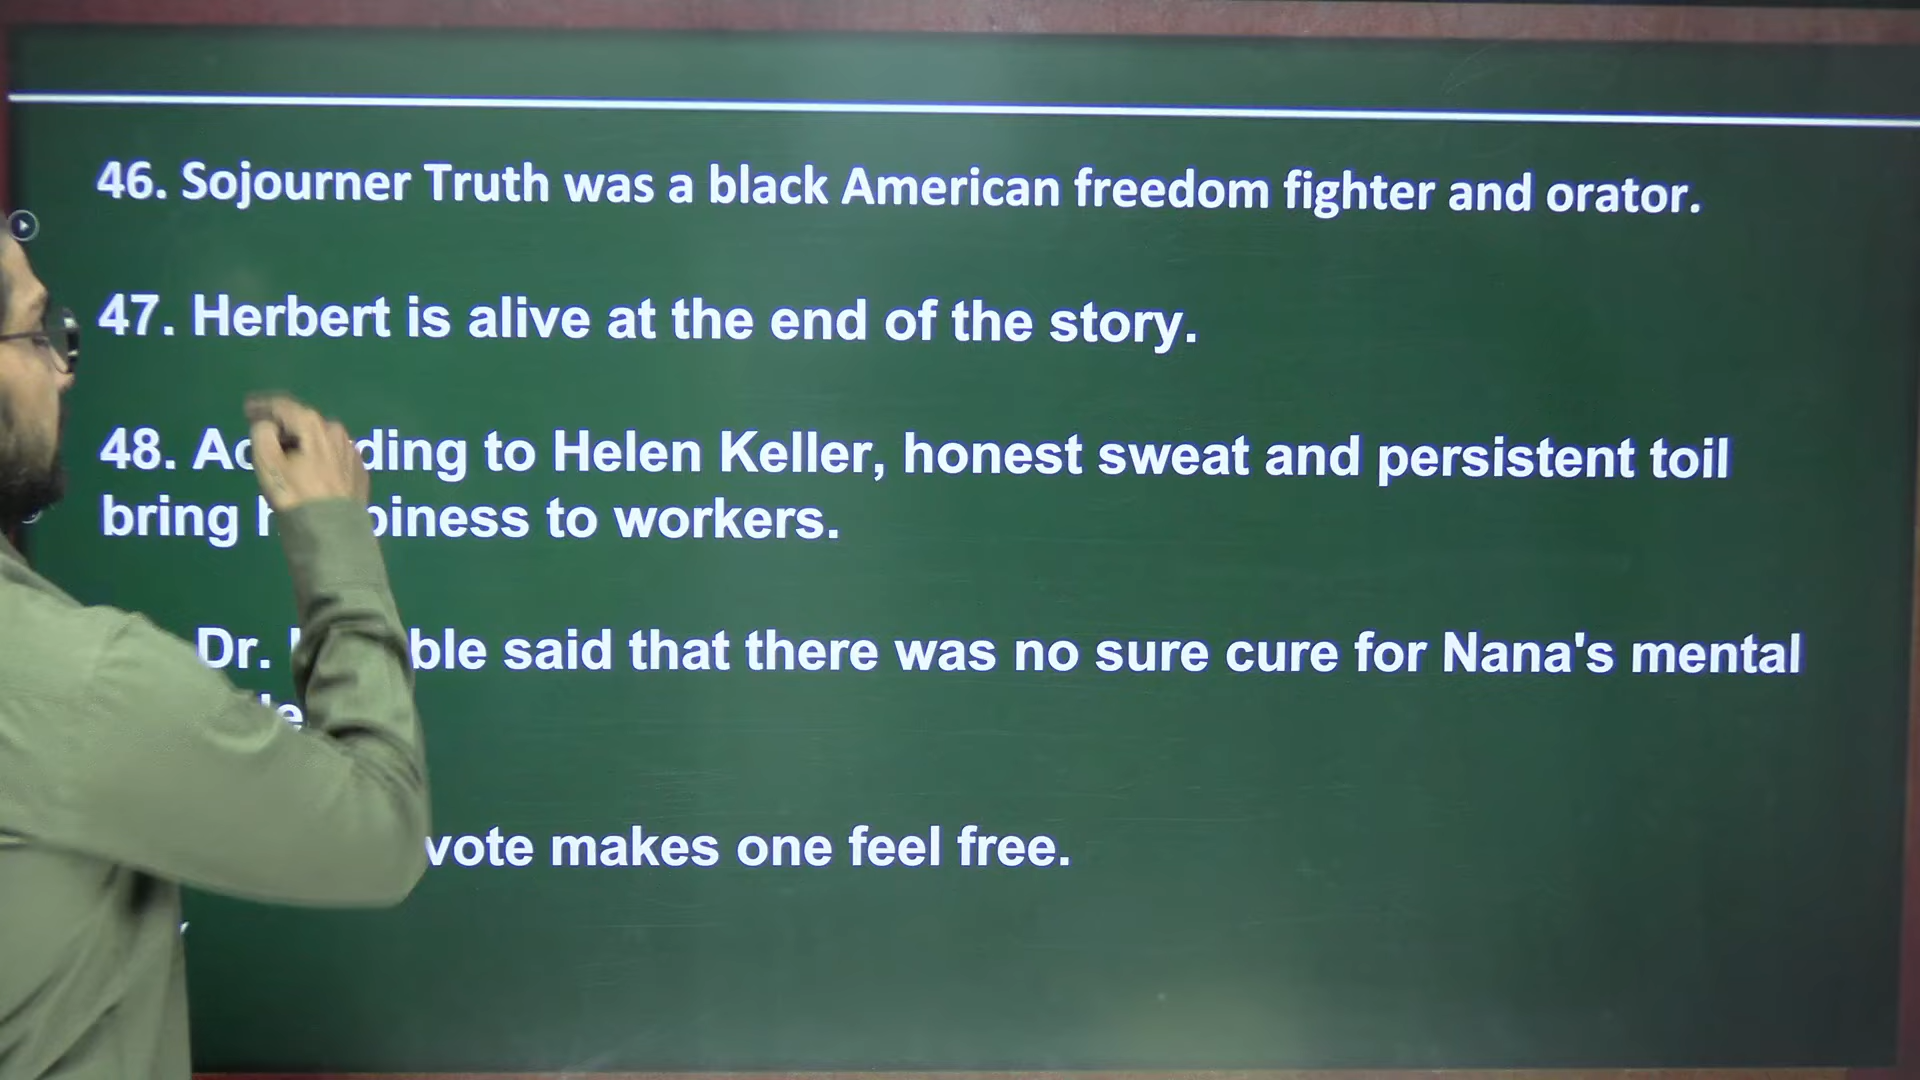 46. Sojourner Truth was a black American freedom fighter and orator.
47. Herbert is alive at the end of the story.
48. According to Helen Keller, honest sweat and persistent toil
bring happiness to workers.
Dr. said that there was no sure cure for Nana's mental
vote makes one feel free.